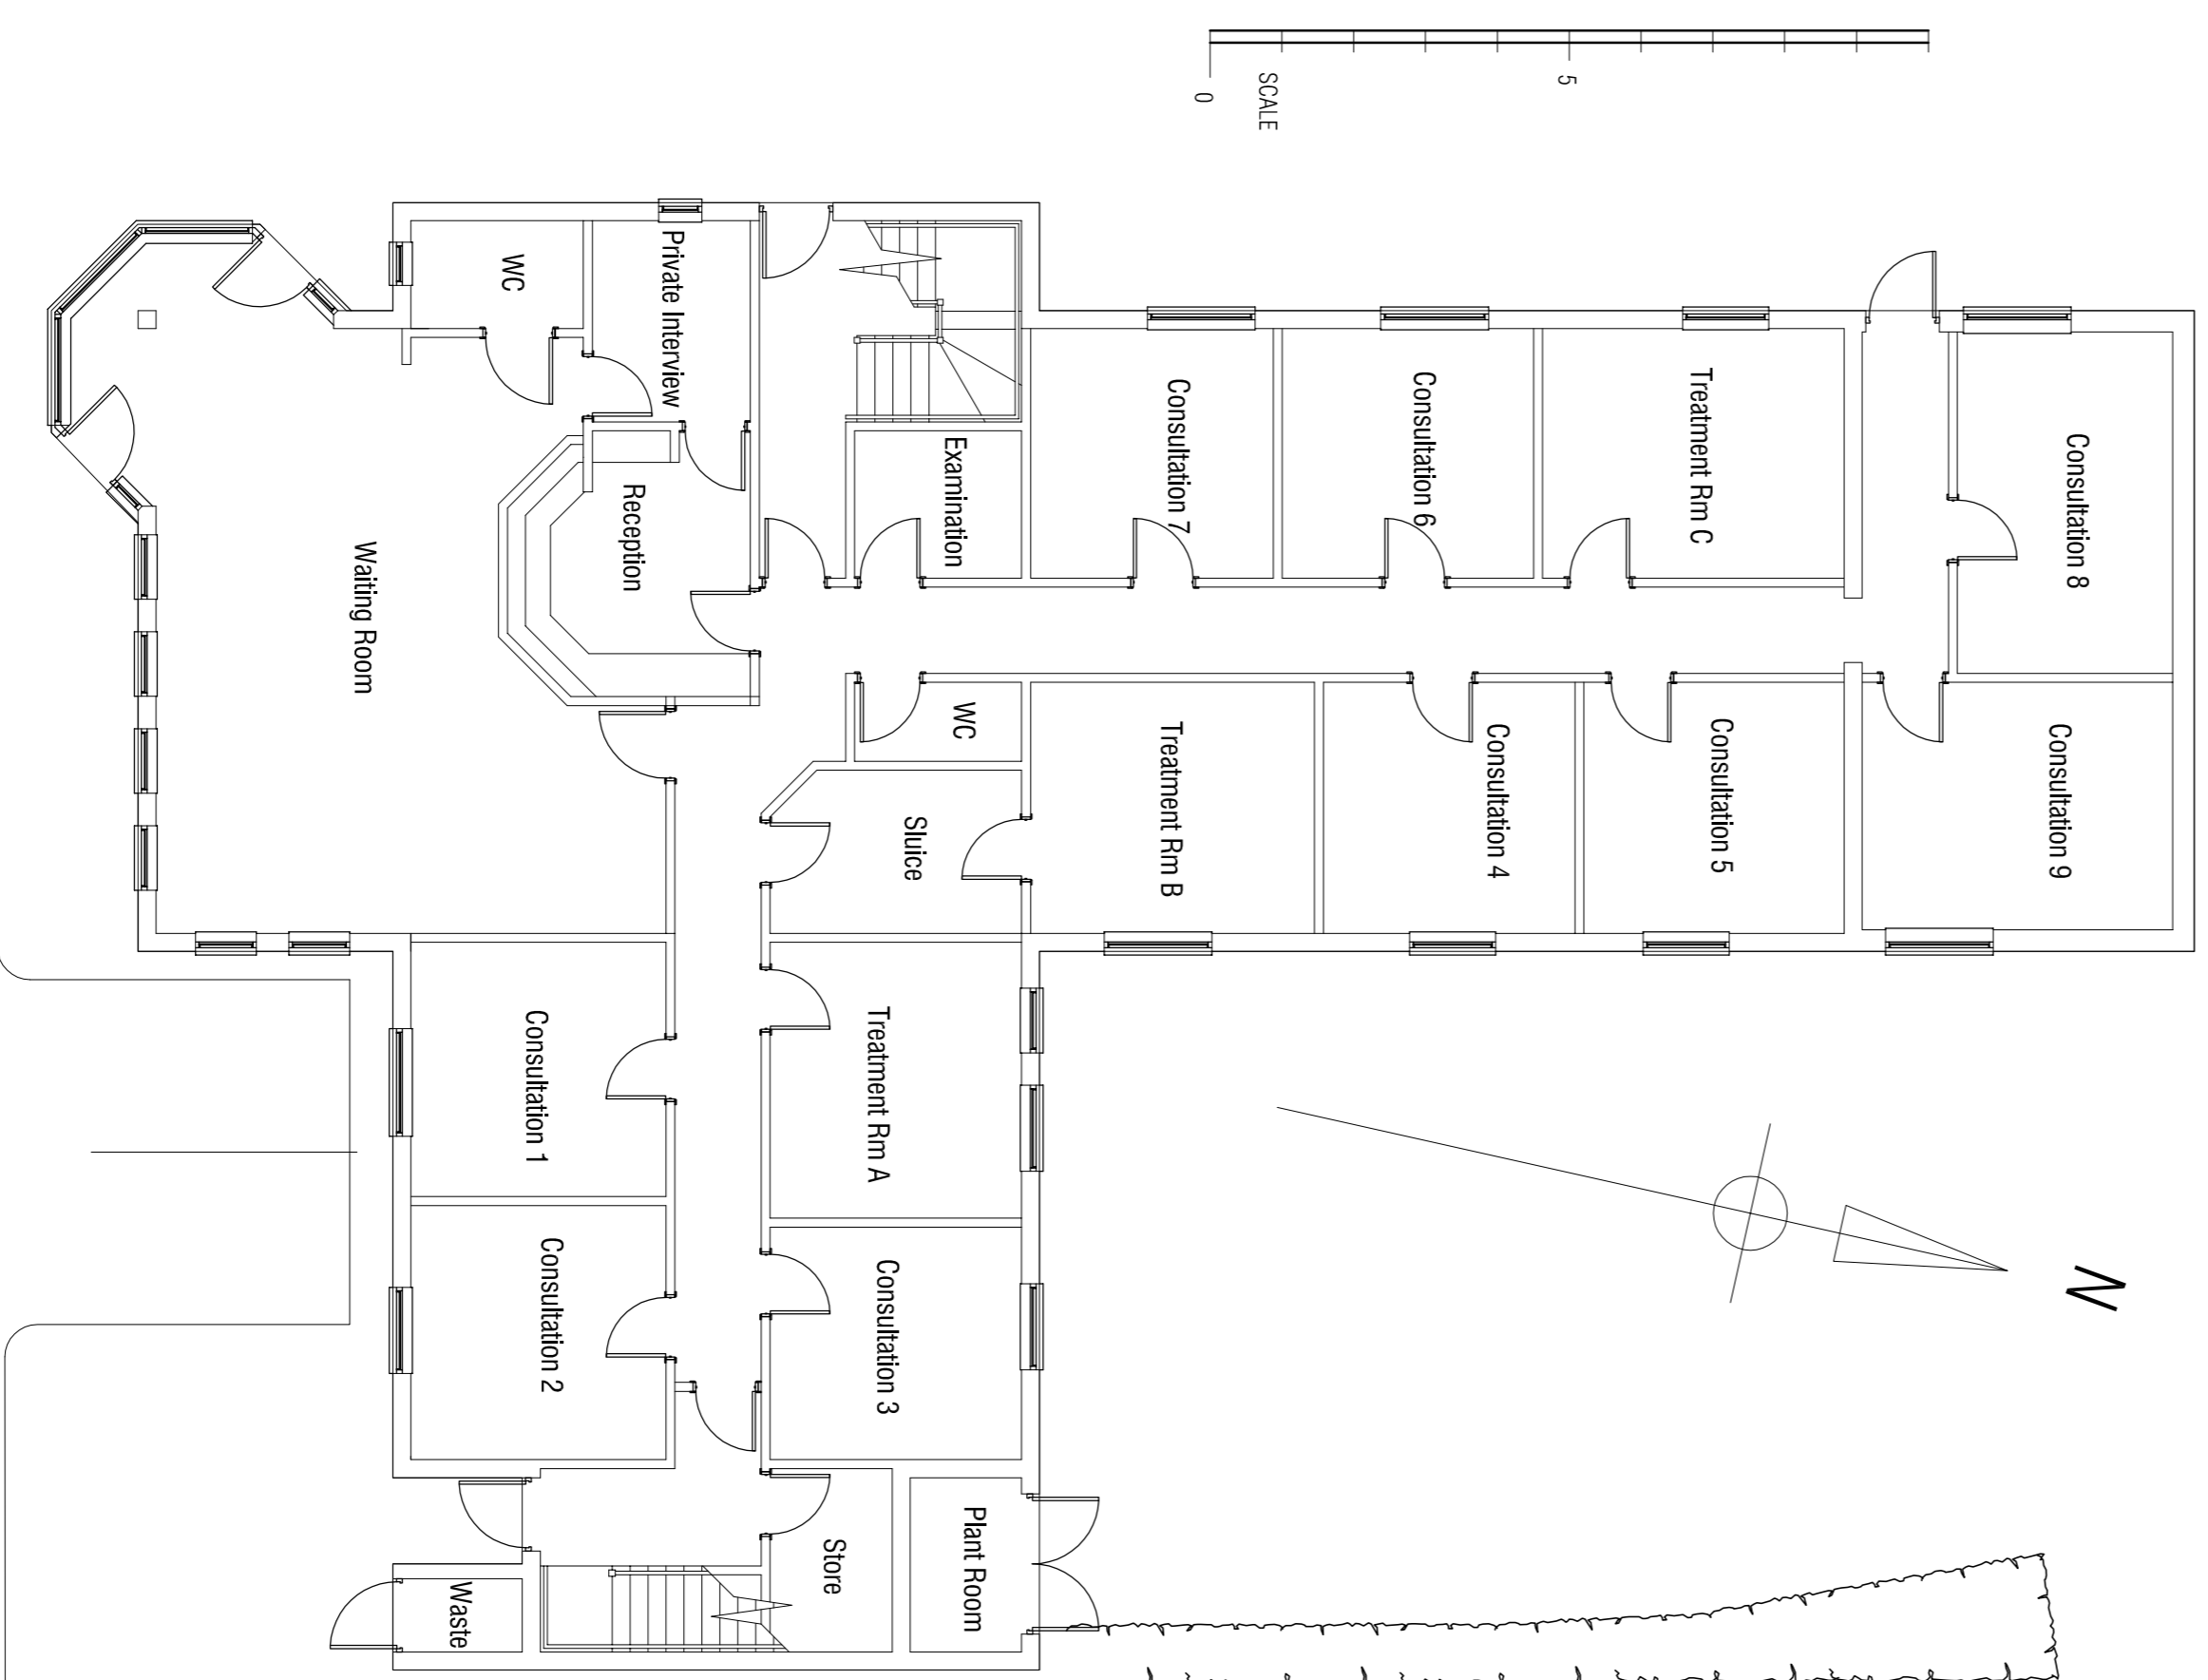 0
SCALE
5
WC
Private Interview
Reception
Waiting Room
Examination
Consultation 7
Consultation 6
Treatment Rm C
Consultation 8
WC
Sluice
Treatment Rm B
Consultation 4
Consultation 5
Consultation 9
Consultation 1
Treatment Rm A
Consultation 2
Consultation 3
N
Store
Plant Room
Waste